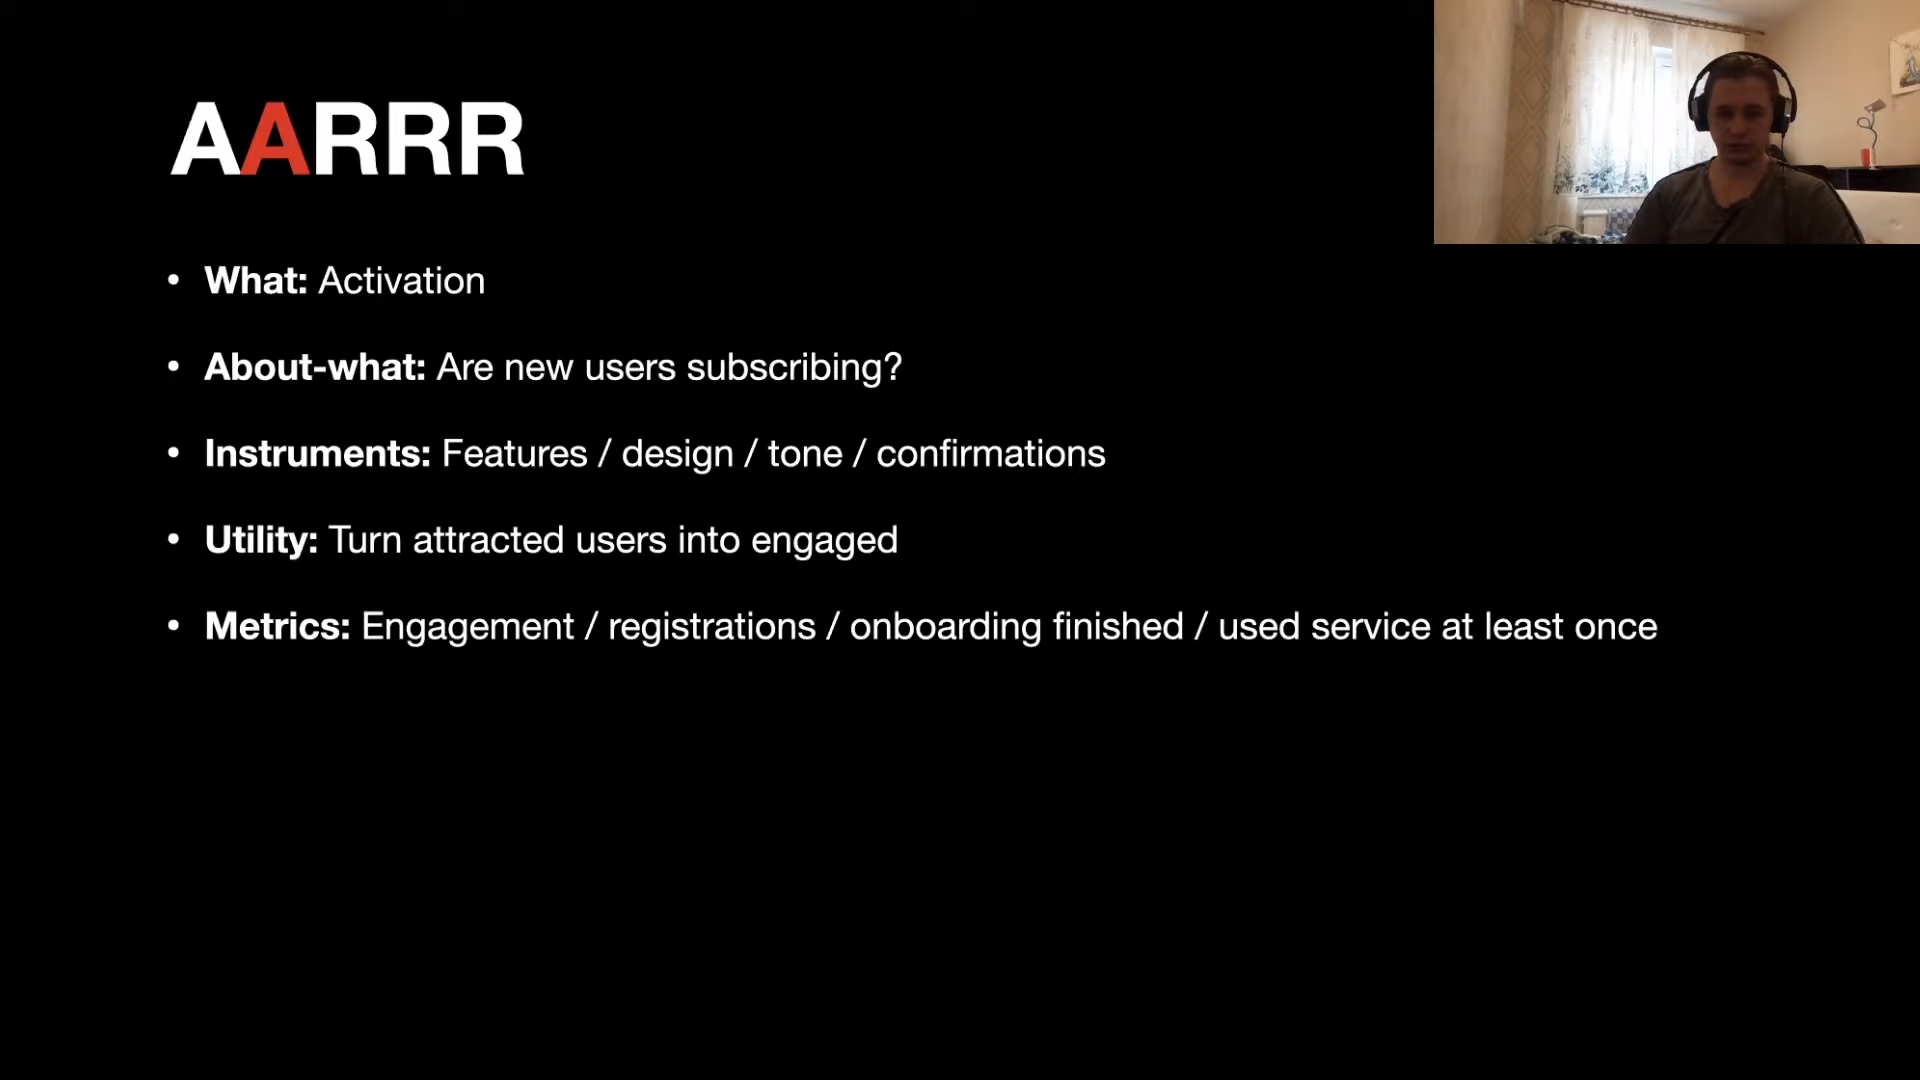 AARRR
• What: Activation
• About-what: Are new users subscribing?
• Instruments: Features / design / tone / confirmations
• Utility: Turn attracted users into engaged
• Metrics: Engagement / registrations / onboarding finished / used service at least once